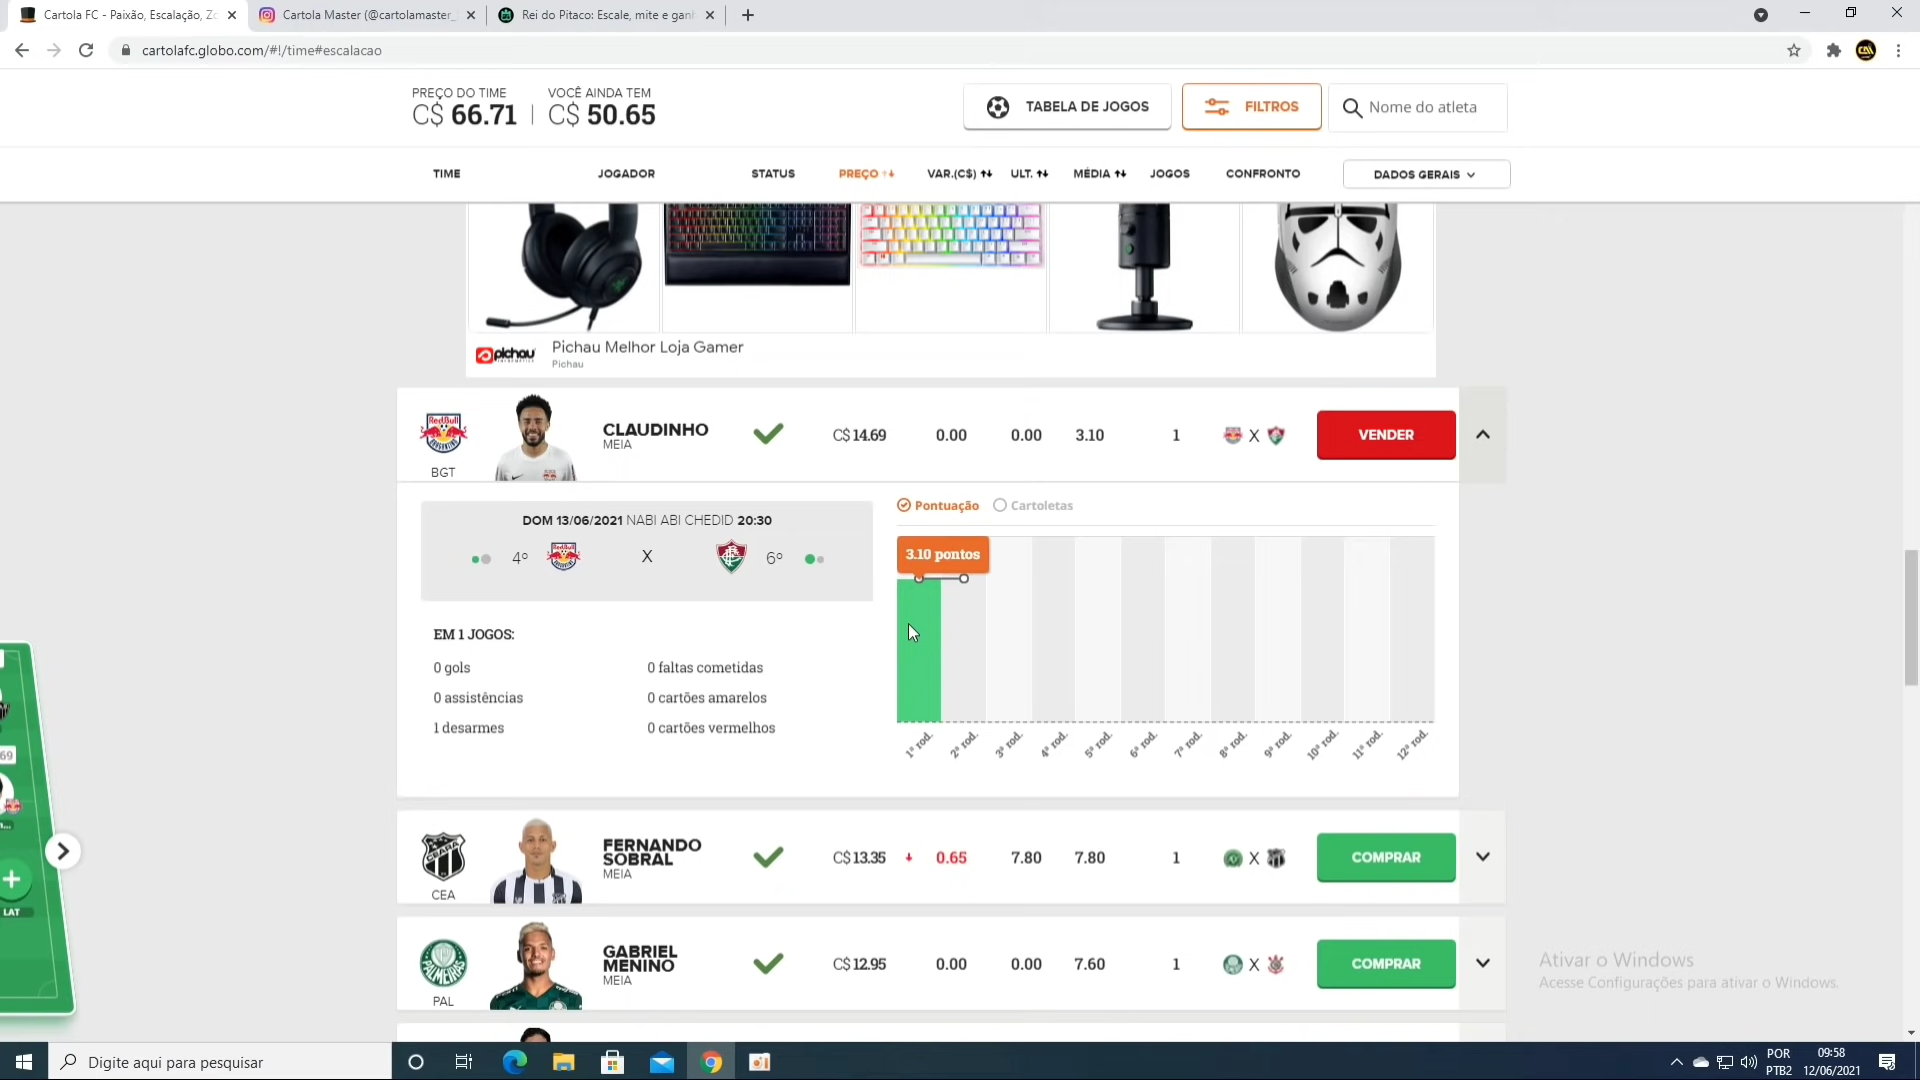 Cartola FC - Paixão, Escalação, Zo
Cartola Master (@cartolamaster_
Rei do Pitaco: Escale, mite e ganh
cartolafc.globo.com/#!/time#escalacao
PREÇO DO TIME
C$ 66.71
VOCÊ AINDA TEM
C$ 50.65
TABELA DE JOGOS
FILTROS
Nome do atleta
TIME JOGADOR STATUS PREÇO VAR.(C$) ULT. MÉDIA JOGOS CONFRONTO DADOS GERAIS
pichau
Pichau Melhor Loja Gamer
Pichau
RedBull
BGT
CLAUDINHO
MEIA
C$ 14.69 0.00 0.00 3.10 1 X VENDER
DOM 13/06/2021 NABI ABI CHEDID 20:30
4º X 6º
EM 1 JOGOS:
0 gols 0 faltas cometidas
0 assistências 0 cartões amarelos
1 desarmes 0 cartões vermelhos
Pontuação Cartoletas
3.10 pontos
1ª rod. 2ª rod. 3ª rod. 4ª rod. 5ª rod. 6ª rod. 7ª rod. 8ª rod. 9ª rod. 10ª rod. 11ª rod. 12ª rod.
69
LAT
CEARÁ
CEA
FERNANDO SOBRAL
MEIA
C$ 13.35 0.65 7.80 7.80 1 X COMPRAR
PAL
GABRIEL MENINO
MEIA
C$ 12.95 0.00 0.00 7.60 1 X COMPRAR
Ativar o Windows
Acesse Configurações para ativar o Windows.
Digite aqui para pesquisar
POR
PTB2
09:58
12/06/2021